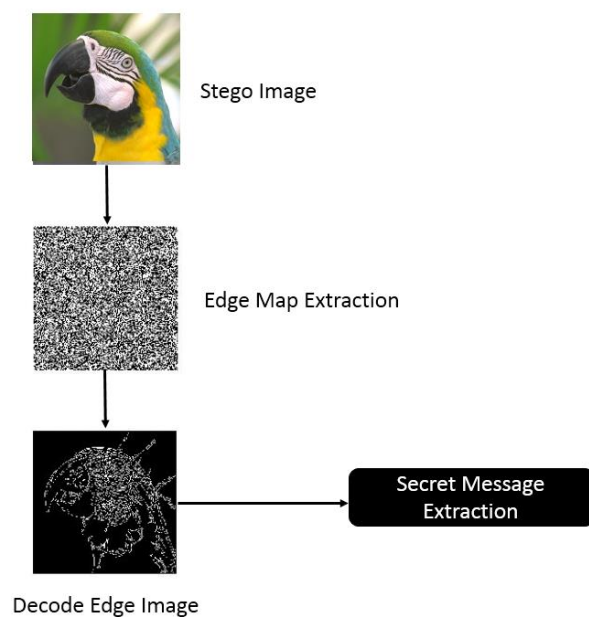 Stego Image
Edge Map Extraction
Secret Message
Extraction
Decode Edge Image